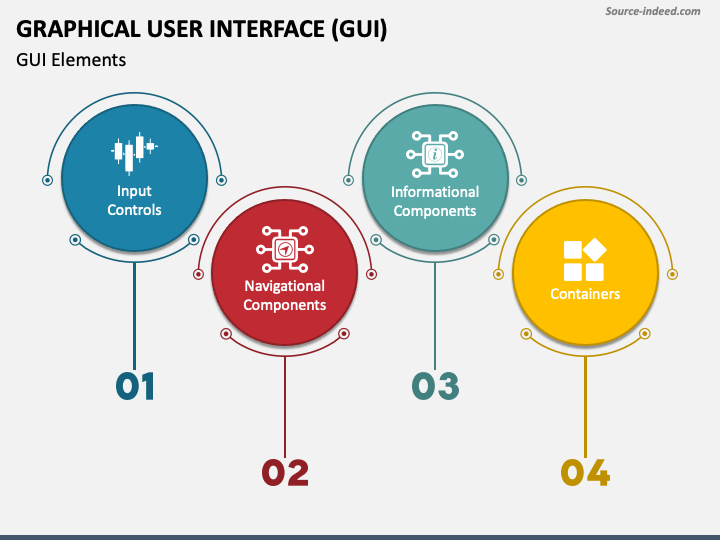 Source-indeed.com
GRAPHICAL USER INTERFACE (GUI)
GUI Elements
Input
Controls
01
Navigational
Components
02
i
Informational
Components
03
Containers
04